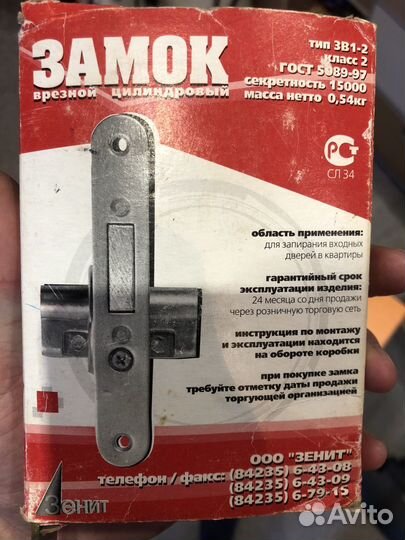 ЗАМОК
врезной цилиндровый
тип ЗВ1-2
класс 2
ГОСТ 5089-97
секретность 15000
масса нетто 0,54кг
РСТ
СЛ 34
область применения:
для запирания входных
дверей в квартиры
гарантийный срок
эксплуатации изделия:
24 месяца со дня продажи
через розничную торговую сеть
инструкция по монтажу
и эксплуатации находится
на обороте коробки
при покупке замка
требуйте отметку даты продажи
торгующей организацией
ООО "ЗЕНИТ"
телефон / факс: (84235) 6-43-08
(84235) 6-43-09
(84235) 6-79-15
Зенит
Avito